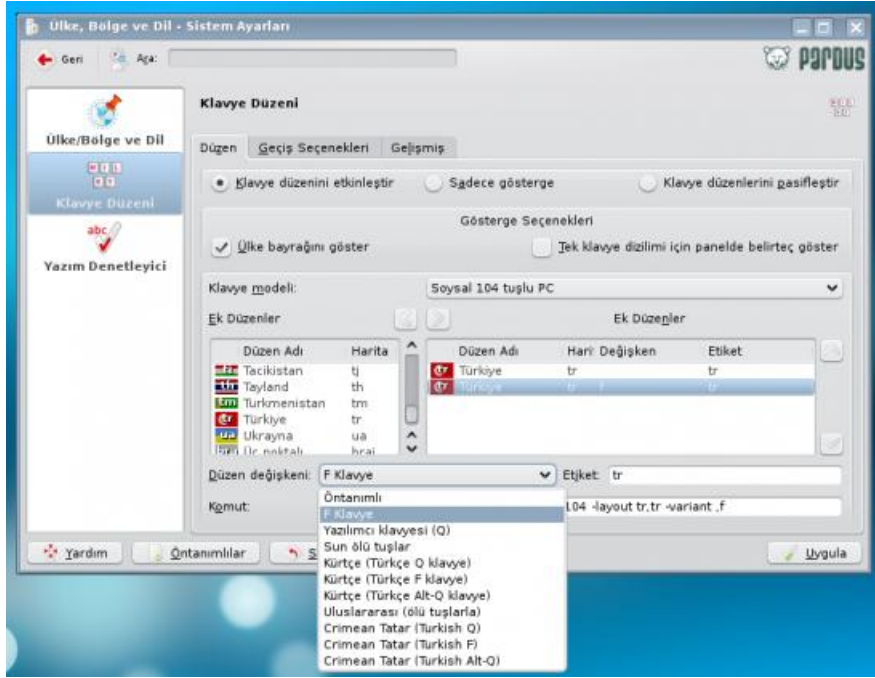 Ülke, Bölge ve Dil - Sistem Ayarları
Geri Ara:
PARDUS
Ülke/Bölge ve Dil
Klavye Düzeni
Yazım Denetleyici
Klavye Düzeni
Düzen Geçiş Seçenekleri Gelişmiş
Klavye düzenini etkinleştir Sadece gösterge Klavye düzenlerini pasifleştir
Gösterge Seçenekleri
Ülke bayrağını göster Tek klavye dizilimi için panelde belirteç göster
Klavye modeli: Soysal 104 tuşlu PC
Ek Düzenler Ek Düzenler
Düzen Adı Harita Düzen Adı Hari Değişken Etiket
Tacikistan tj Türkiye tr tr
Tayland th Türkiye tr f tr
Turkmenistan tm
Türkiye tr
Ukrayna ua
Üç noktalı brai
Düzen değişkeni: F Klavye Etiket: tr
Komut: 104 -layout tr,tr -variant ,f
Öntanımlı
F Klavye
Yazılımcı klavyesi (Q)
Sun ölü tuşlar
Kürtçe (Türkçe Q klavye)
Kürtçe (Türkçe F klavye)
Kürtçe (Türkçe Alt-Q klavye)
Uluslararası (ölü tuşlarla)
Crimean Tatar (Turkish Q)
Crimean Tatar (Turkish F)
Crimean Tatar (Turkish Alt-Q)
Yardım Öntanımlılar S Uygula